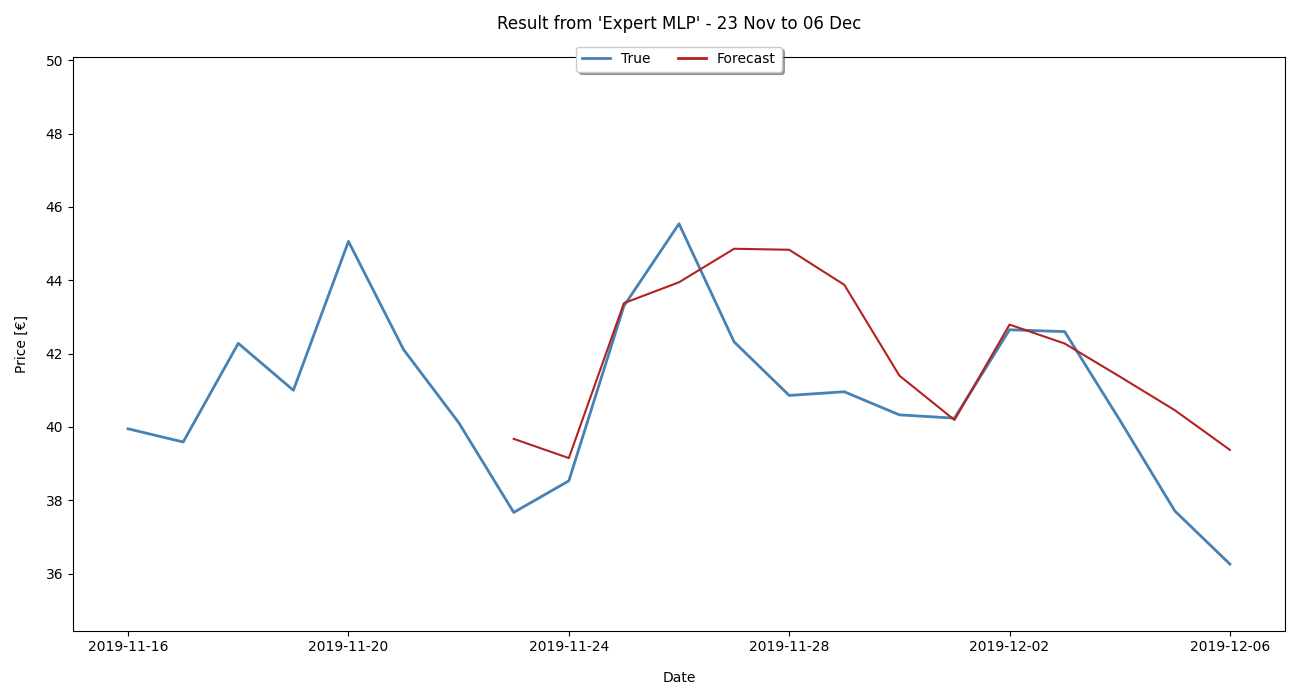 Result from 'Expert MLP' - 23 Nov to 06 Dec
True Forecast
50
48
46
44
42
40
38
36
Price [€]
2019-11-16 2019-11-20 2019-11-24 2019-11-28 2019-12-02 2019-12-06
Date